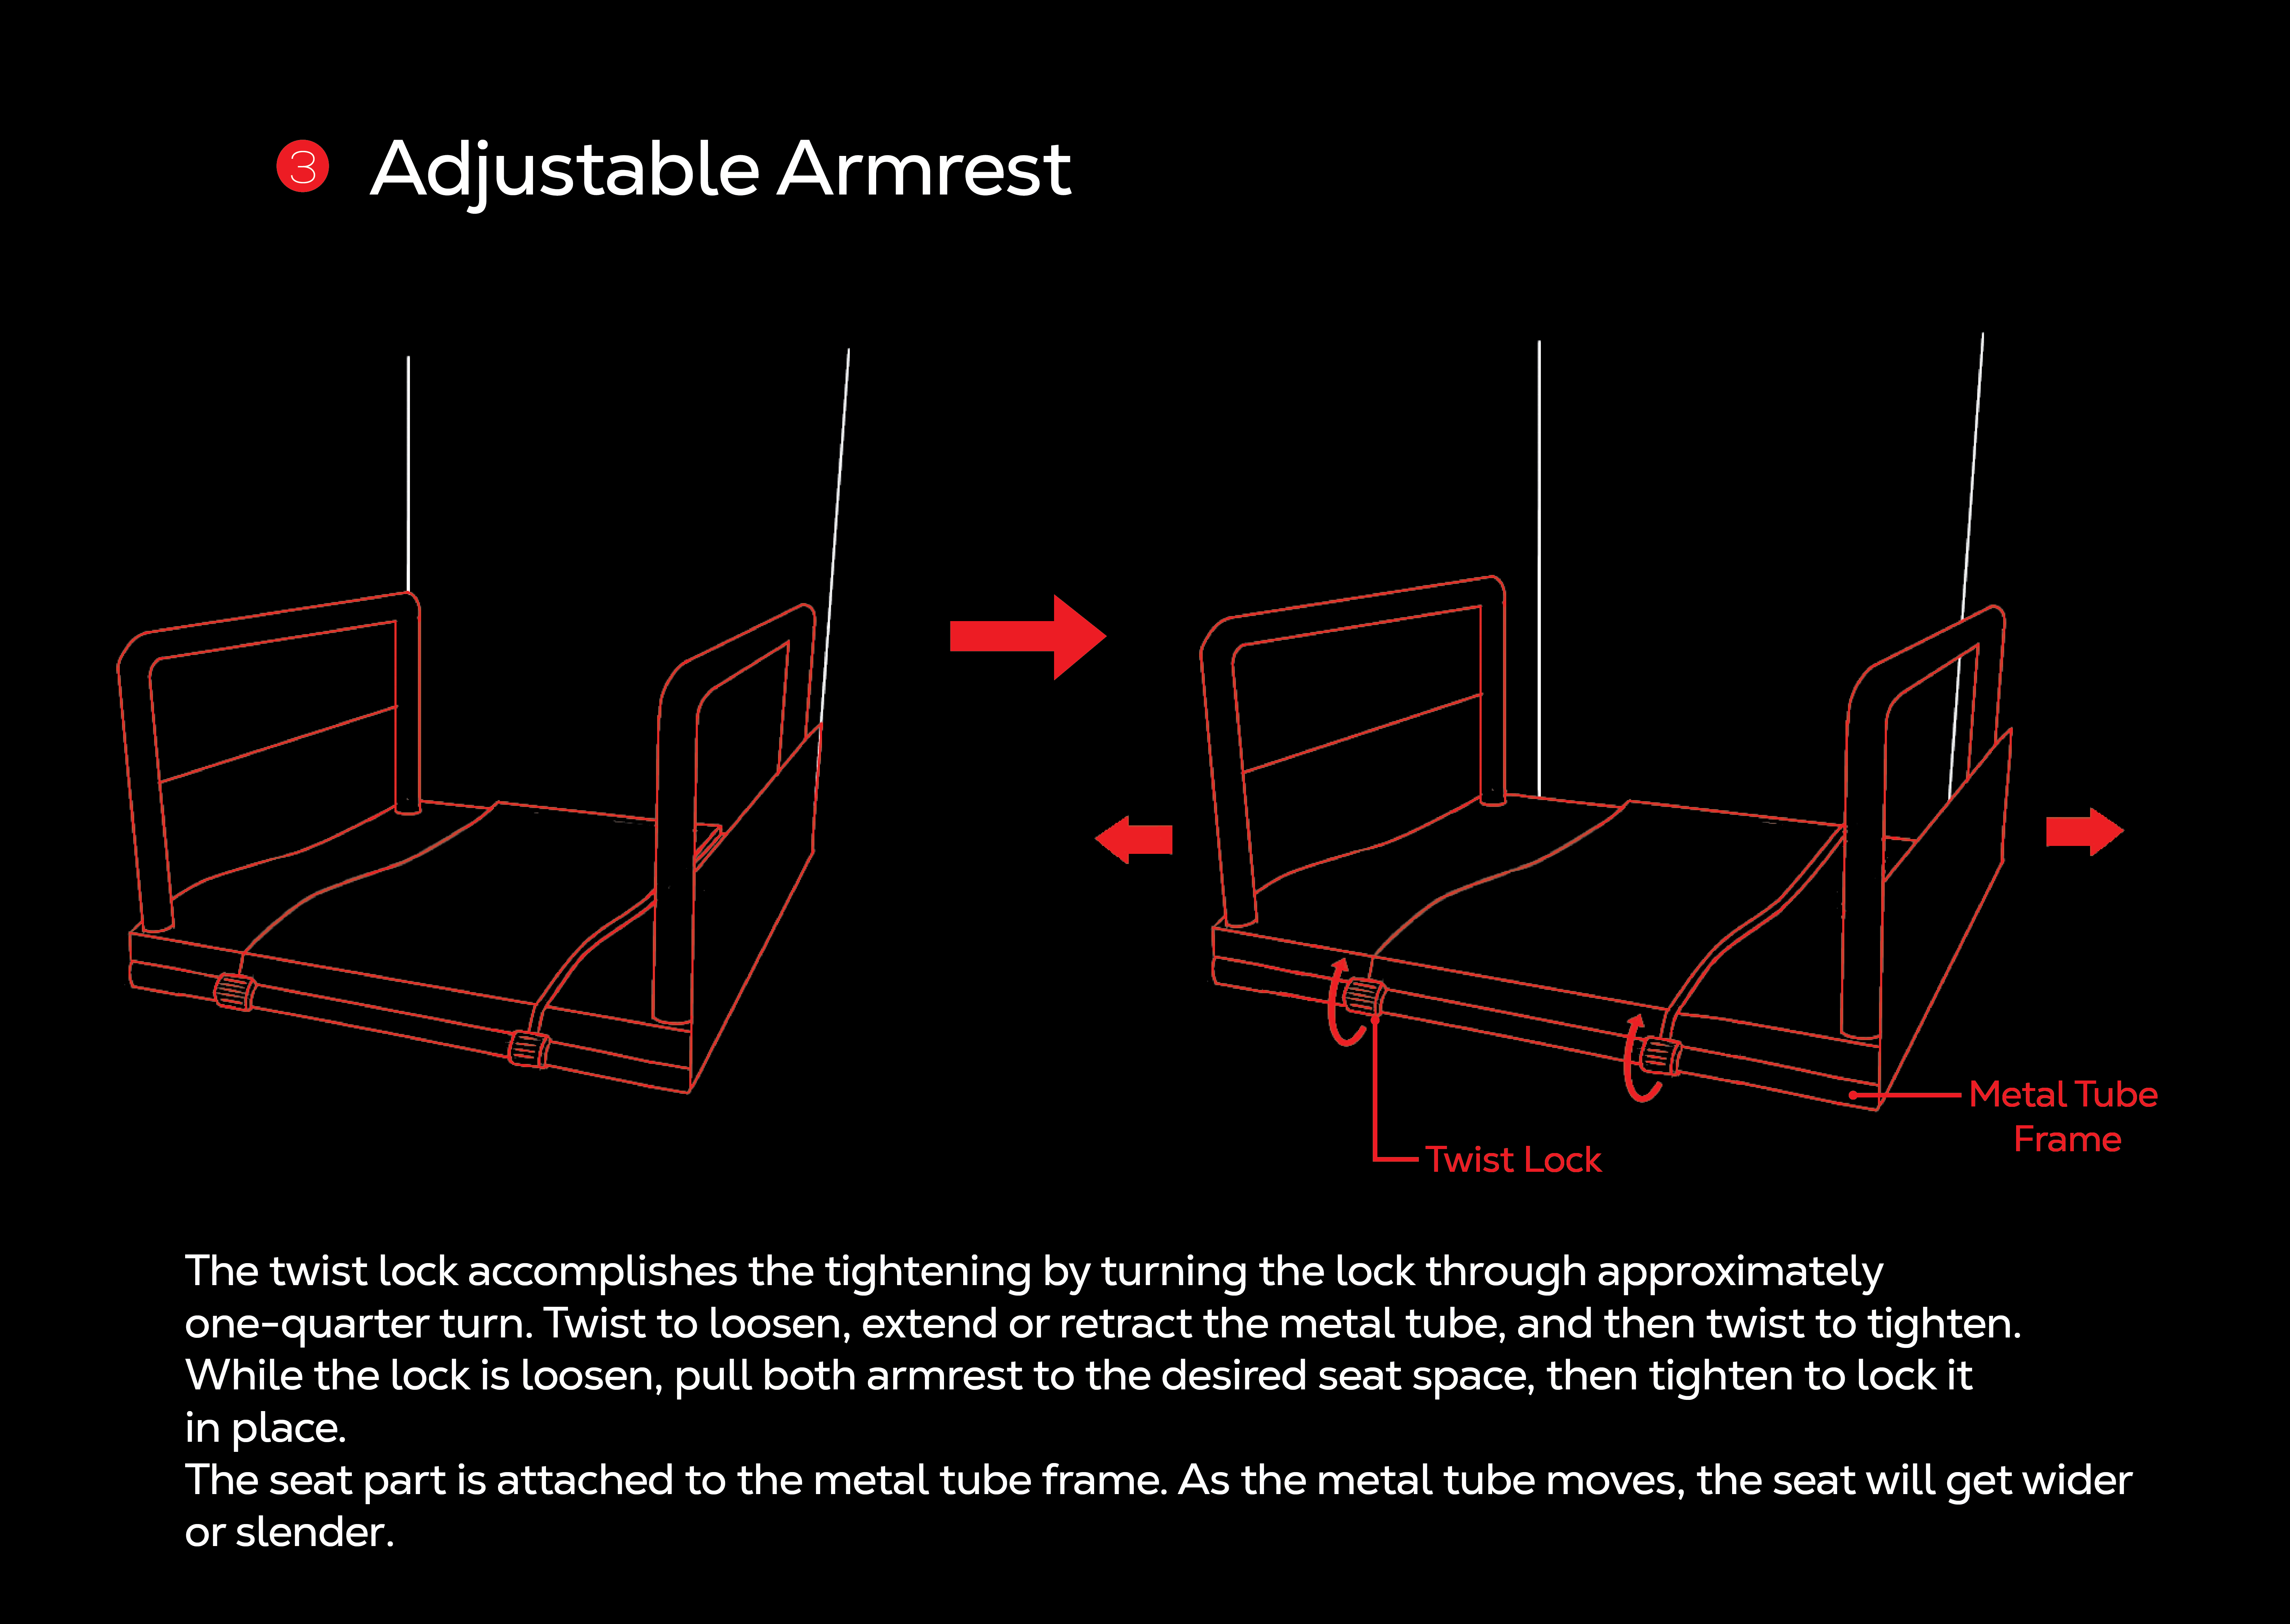 3 Adjustable Armrest
Twist Lock
Metal Tube
Frame
The twist lock accomplishes the tightening by turning the lock through approximately
one-quarter turn. Twist to loosen, extend or retract the metal tube, and then twist to tighten.
While the lock is loosen, pull both armrest to the desired seat space, then tighten to lock it
in place.
The seat part is attached to the metal tube frame. As the metal tube moves, the seat will get wider
or slender.